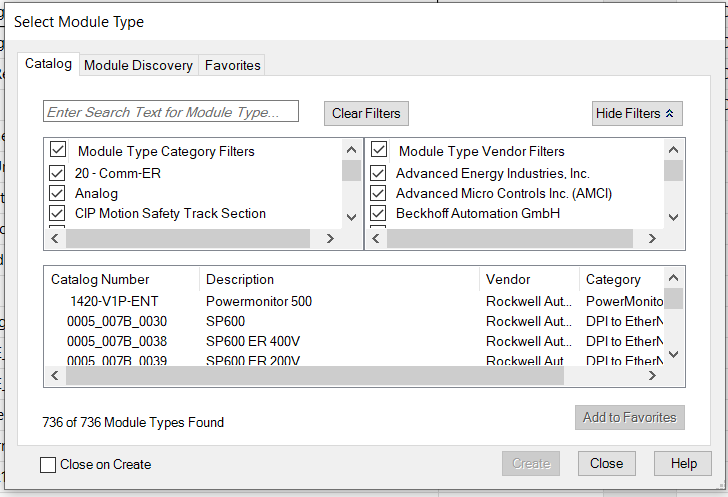 Select Module Type
Catalog Module Discovery Favorites
Enter Search Text for Module Type... Clear Filters Hide Filters
Module Type Category Filters
20 - Comm-ER
Analog
CIP Motion Safety Track Section
Module Type Vendor Filters
Advanced Energy Industries, Inc.
Advanced Micro Controls Inc. (AMCI)
Beckhoff Automation GmbH
Catalog Number Description Vendor Category
1420-V1P-ENT Powermonitor 500 Rockwell Aut... PowerMonito
0005_007B_0030 SP600 Rockwell Aut... DPI to EtherN
0005_007B_0038 SP600 ER 400V Rockwell Aut... DPI to EtherN
0005_007B_0039 SP600 ER 200V Rockwell Aut... DPI to EtherN
736 of 736 Module Types Found
Add to Favorites
Close on Create Create Close Help